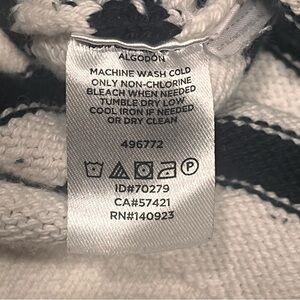 ALGODON
MACHINE WASH COLD
ONLY NON-CHLORINE
BLEACH WHEN NEEDED
TUMBLE DRY LOW
COOL IRON IF NEEDED
OR DRY CLEAN
496772
P
ID#70279
CA#57421
RN#140923